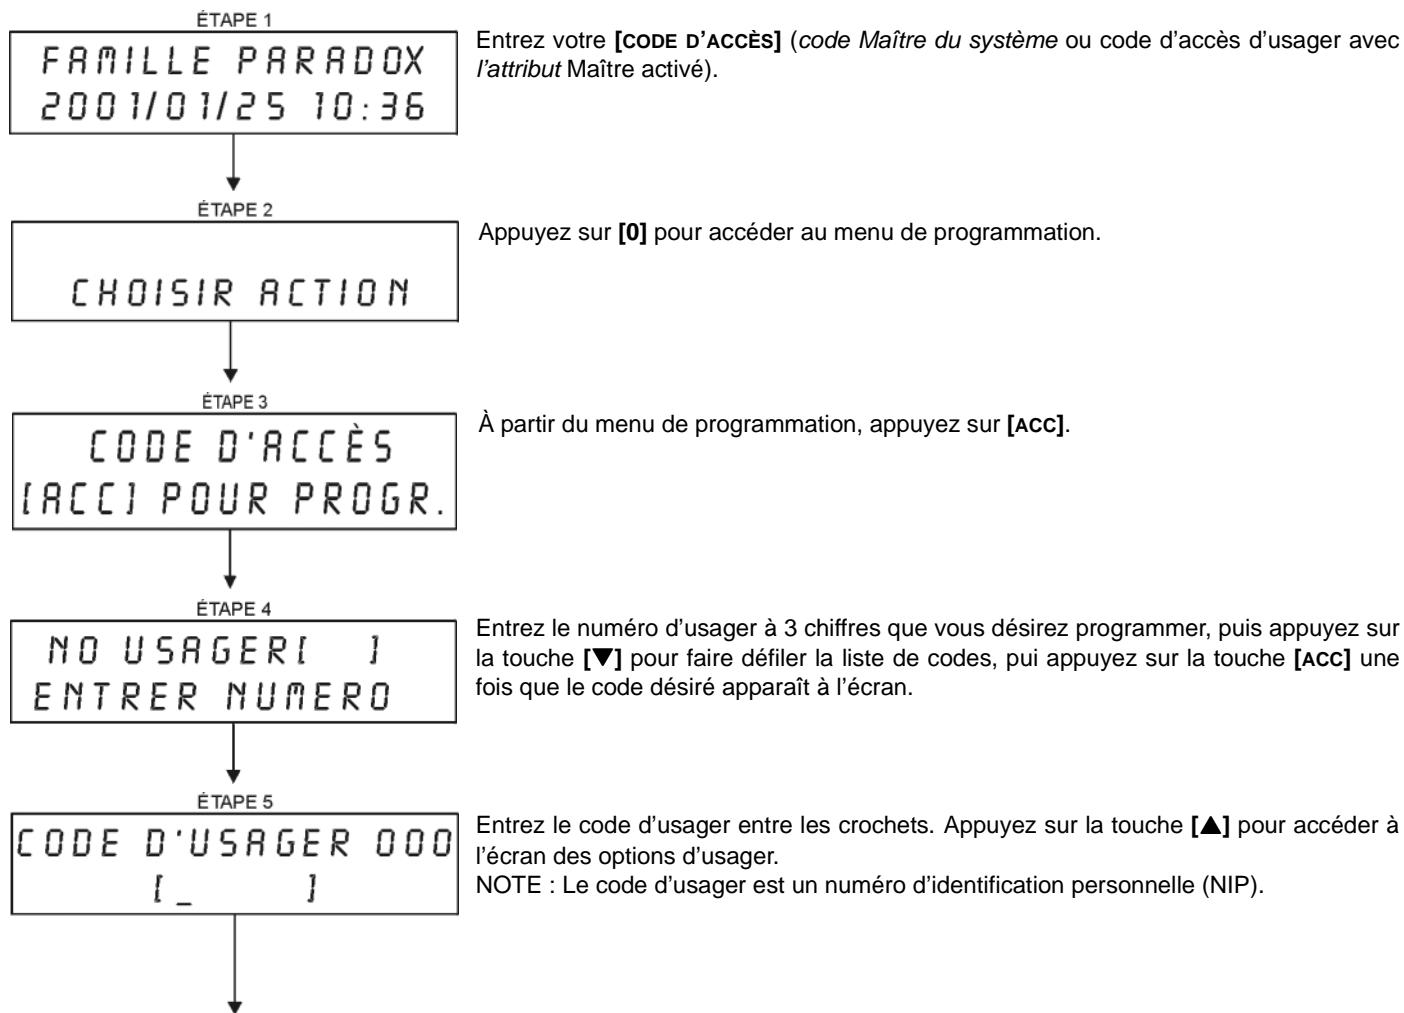 ÉTAPE 1
FAMILLE PARADOX
2001/01/25 10:36
Entrez votre [CODE D'ACCÈS] (code Maître du système ou code d'accès d'usager avec
l'attribut Maître activé).
ÉTAPE 2
CHOISIR ACTION
Appuyez sur [0] pour accéder au menu de programmation.
ÉTAPE 3
CODE D'ACCÈS
[ACC] POUR PROGR.
À partir du menu de programmation, appuyez sur [ACC].
ÉTAPE 4
NO USAGER[ ]
ENTRER NUMERO
Entrez le numéro d'usager à 3 chiffres que vous désirez programmer, puis appuyez sur
la touche [▼] pour faire défiler la liste de codes, pui appuyez sur la touche [ACC] une
fois que le code désiré apparaît à l'écran.
ÉTAPE 5
CODE D'USAGER 000
[_ ]
Entrez le code d'usager entre les crochets. Appuyez sur la touche [▲] pour accéder à
l'écran des options d'usager.
NOTE : Le code d'usager est un numéro d'identification personnelle (NIP).